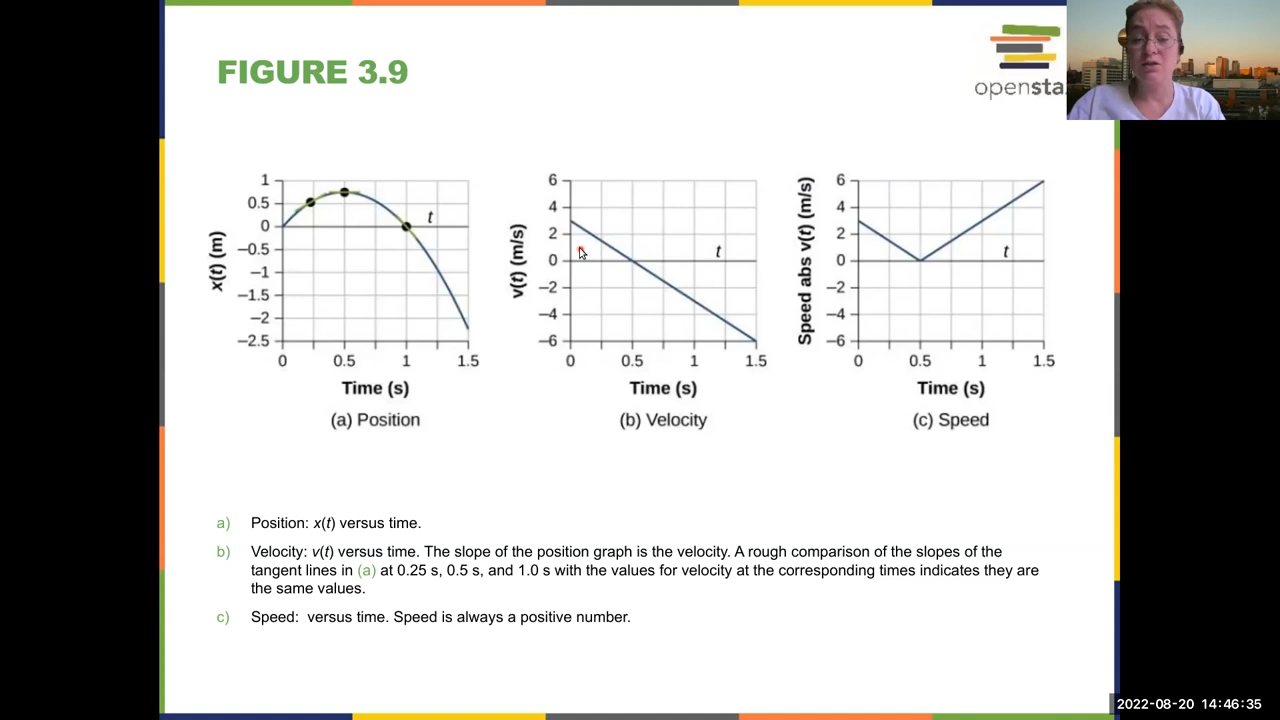 FIGURE 3.9
opensta
x(t) (m)
1
0.5
0
–0.5
–1
–1.5
–2
–2.5
t
0 0.5 1 1.5
Time (s)
(a) Position
v(t) (m/s)
6
4
2
0
–2
–4
–6
t
0 0.5 1 1.5
Time (s)
(b) Velocity
Speed abs v(t) (m/s)
6
4
2
0
–2
–4
–6
t
0 0.5 1 1.5
Time (s)
(c) Speed
a) Position: x(t) versus time.
b) Velocity: v(t) versus time. The slope of the position graph is the velocity. A rough comparison of the slopes of the
tangent lines in (a) at 0.25 s, 0.5 s, and 1.0 s with the values for velocity at the corresponding times indicates they are
the same values.
c) Speed: versus time. Speed is always a positive number.
2022-08-20 14:46:35